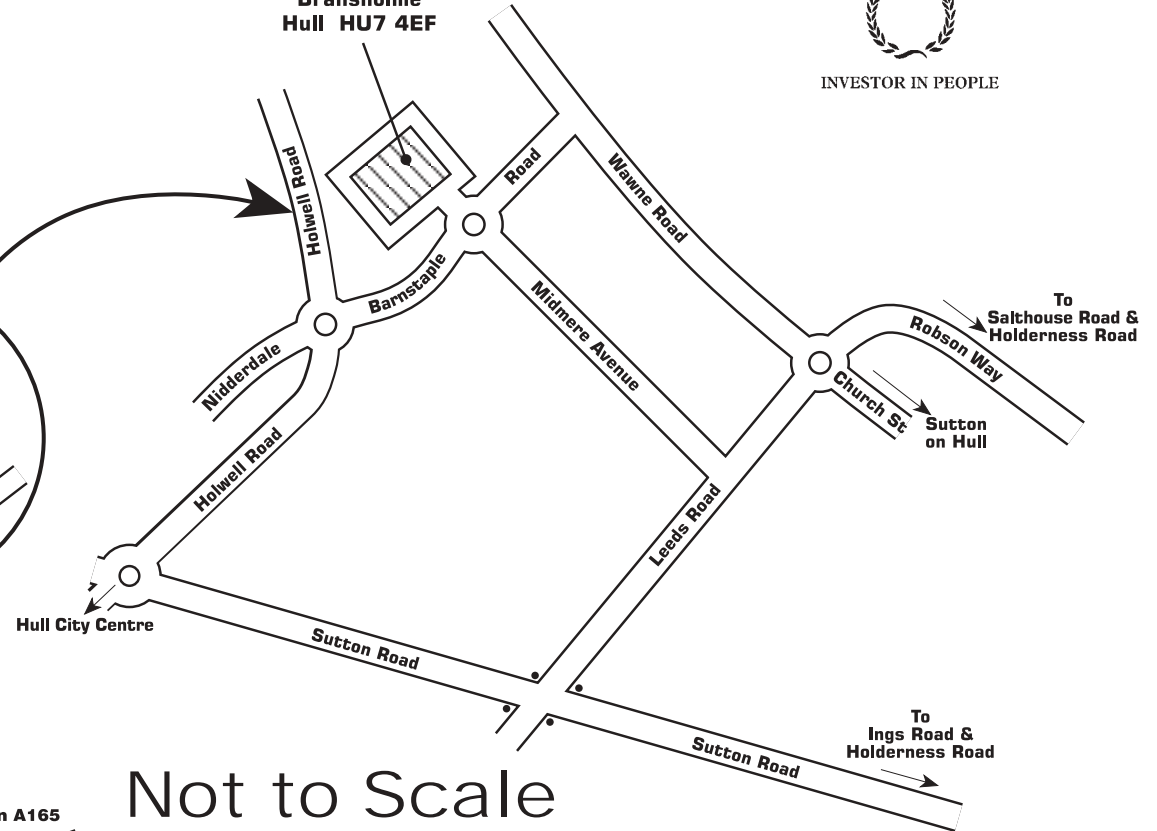 Bransholme
Hull HU7 4EF
INVESTOR IN PEOPLE
Holwell Road
Road
Wawne Road
Barnstaple
Midmere Avenue
Nidderdale
To
Salthouse Road &
Holderness Road
Robson Way
Church St
Sutton
on Hull
Holwell Road
Leeds Road
Hull City Centre
Sutton Road
To
Ings Road &
Holderness Road
Sutton Road
Not to Scale
A165